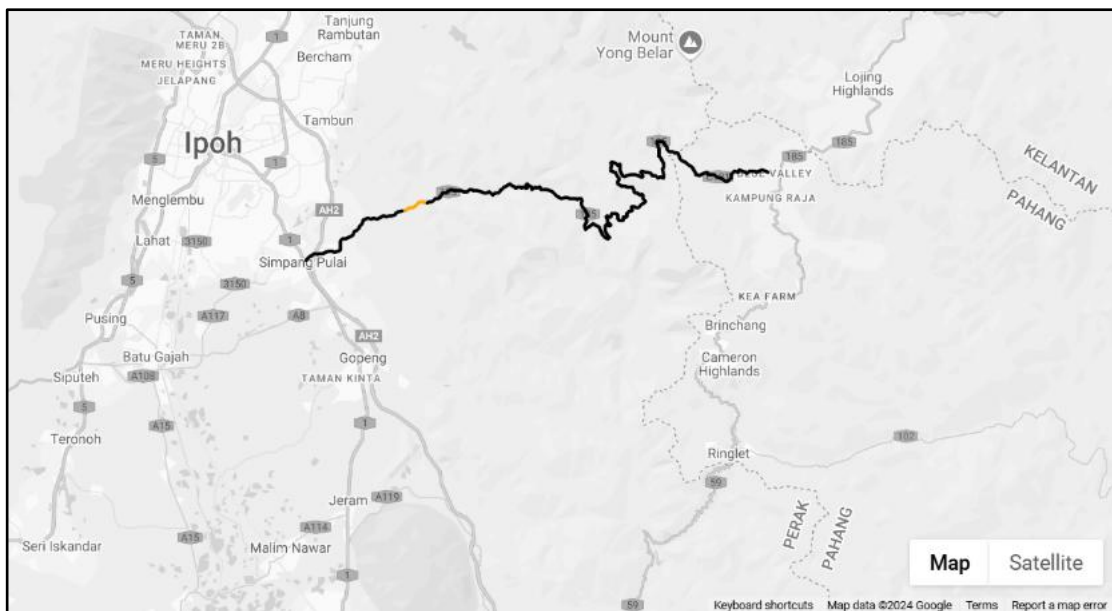 TAMAN
MERU 2B
MERU HEIGHTS
JELAPANG
Tanjung
Rambutan
Bercham
1
Mount
Yong Belar
Lojing
Highlands
Tambun
Ipoh
5
1
185
185
KELANTAN
PAHANG
Menglembu
AH2
VALLEY
KAMPUNG RAJA
Lahat
3150
1
Simpang Pulai
5
3150
Pusing
A117
A8
KEA FARM
Brinchang
AH2
Batu Gajah
Gopeng
Cameron
Highlands
Siputeh
TAMAN KINTA
5
A15
1
102
Teronoh
Ringlet
59
Jeram
A119
A114
Seri Iskandar
A15
Malim Nawar
1
PERAK
PAHANG
59
Map
Satellite
Keyboard shortcuts Map data ©2024 Google Terms Report a map error